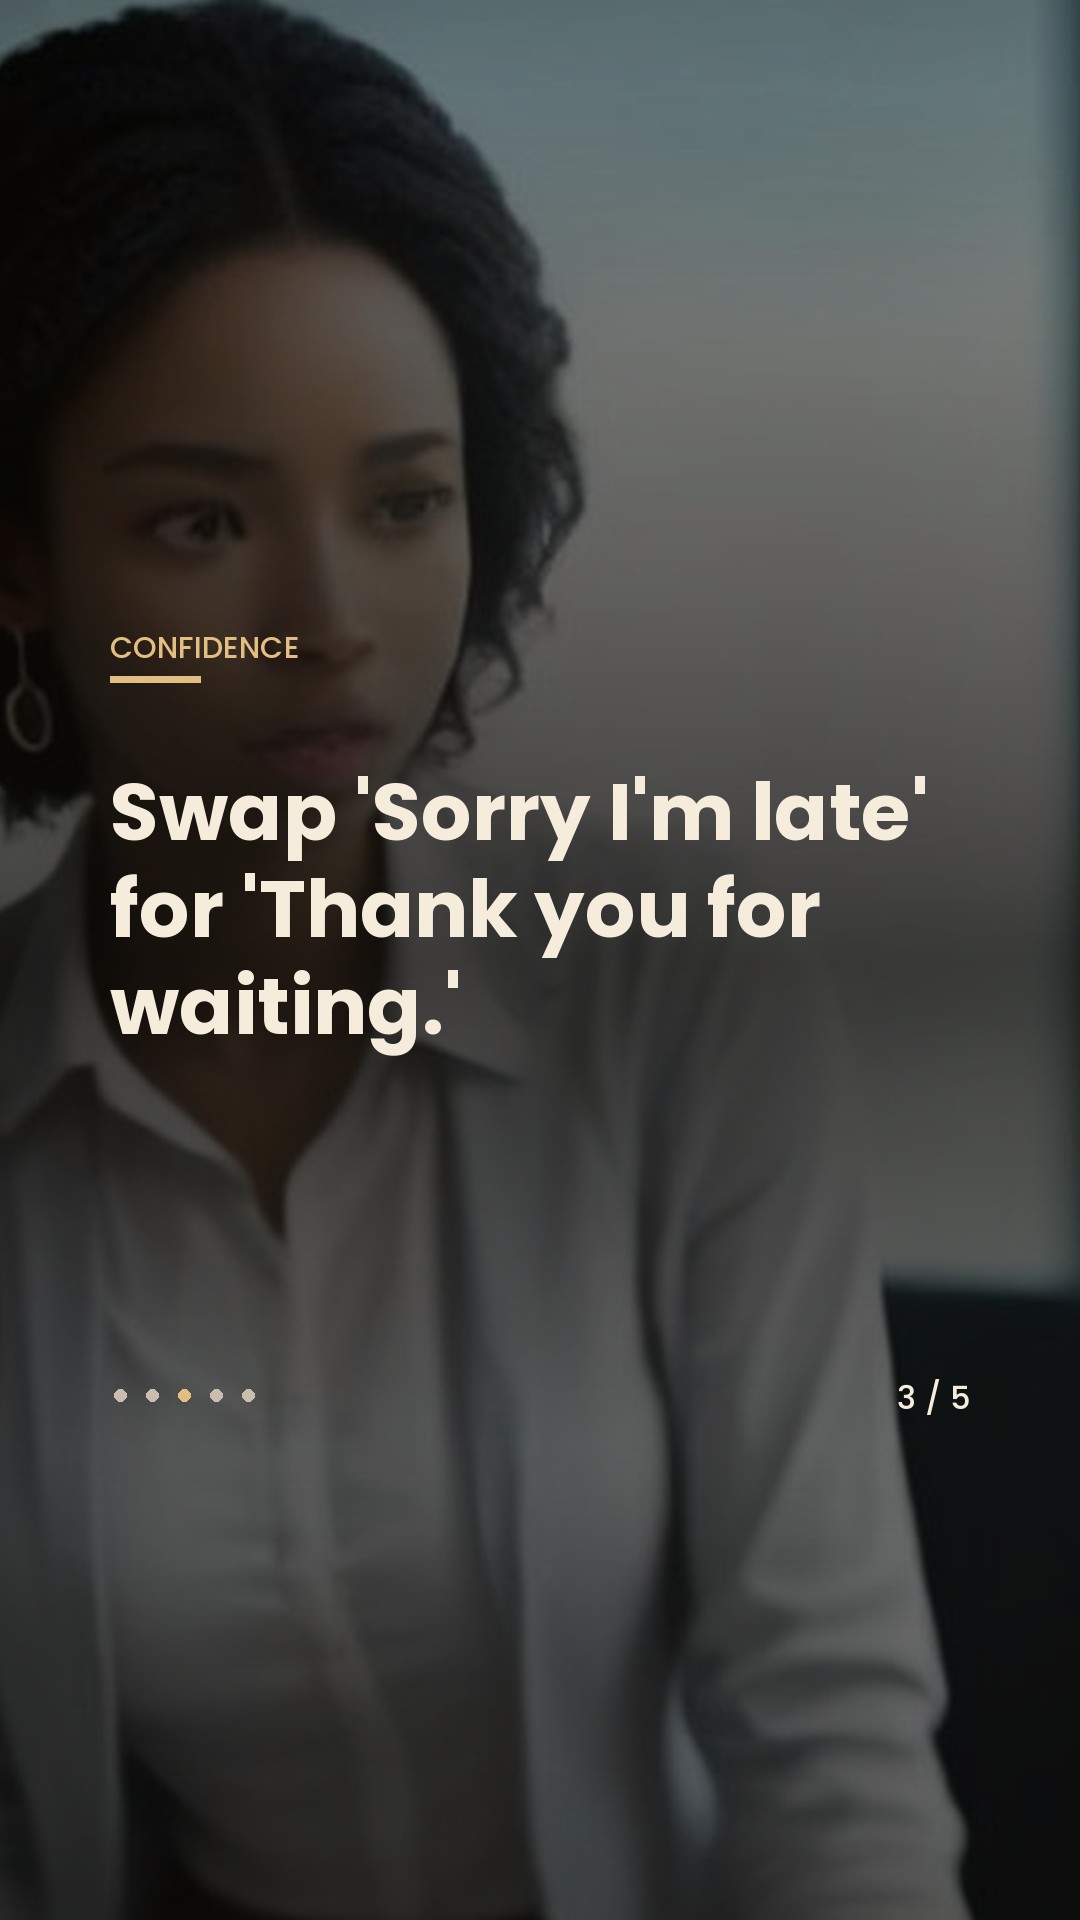 CONFIDENCE
Swap 'Sorry I'm late'
for 'Thank you for
waiting.'
3 / 5